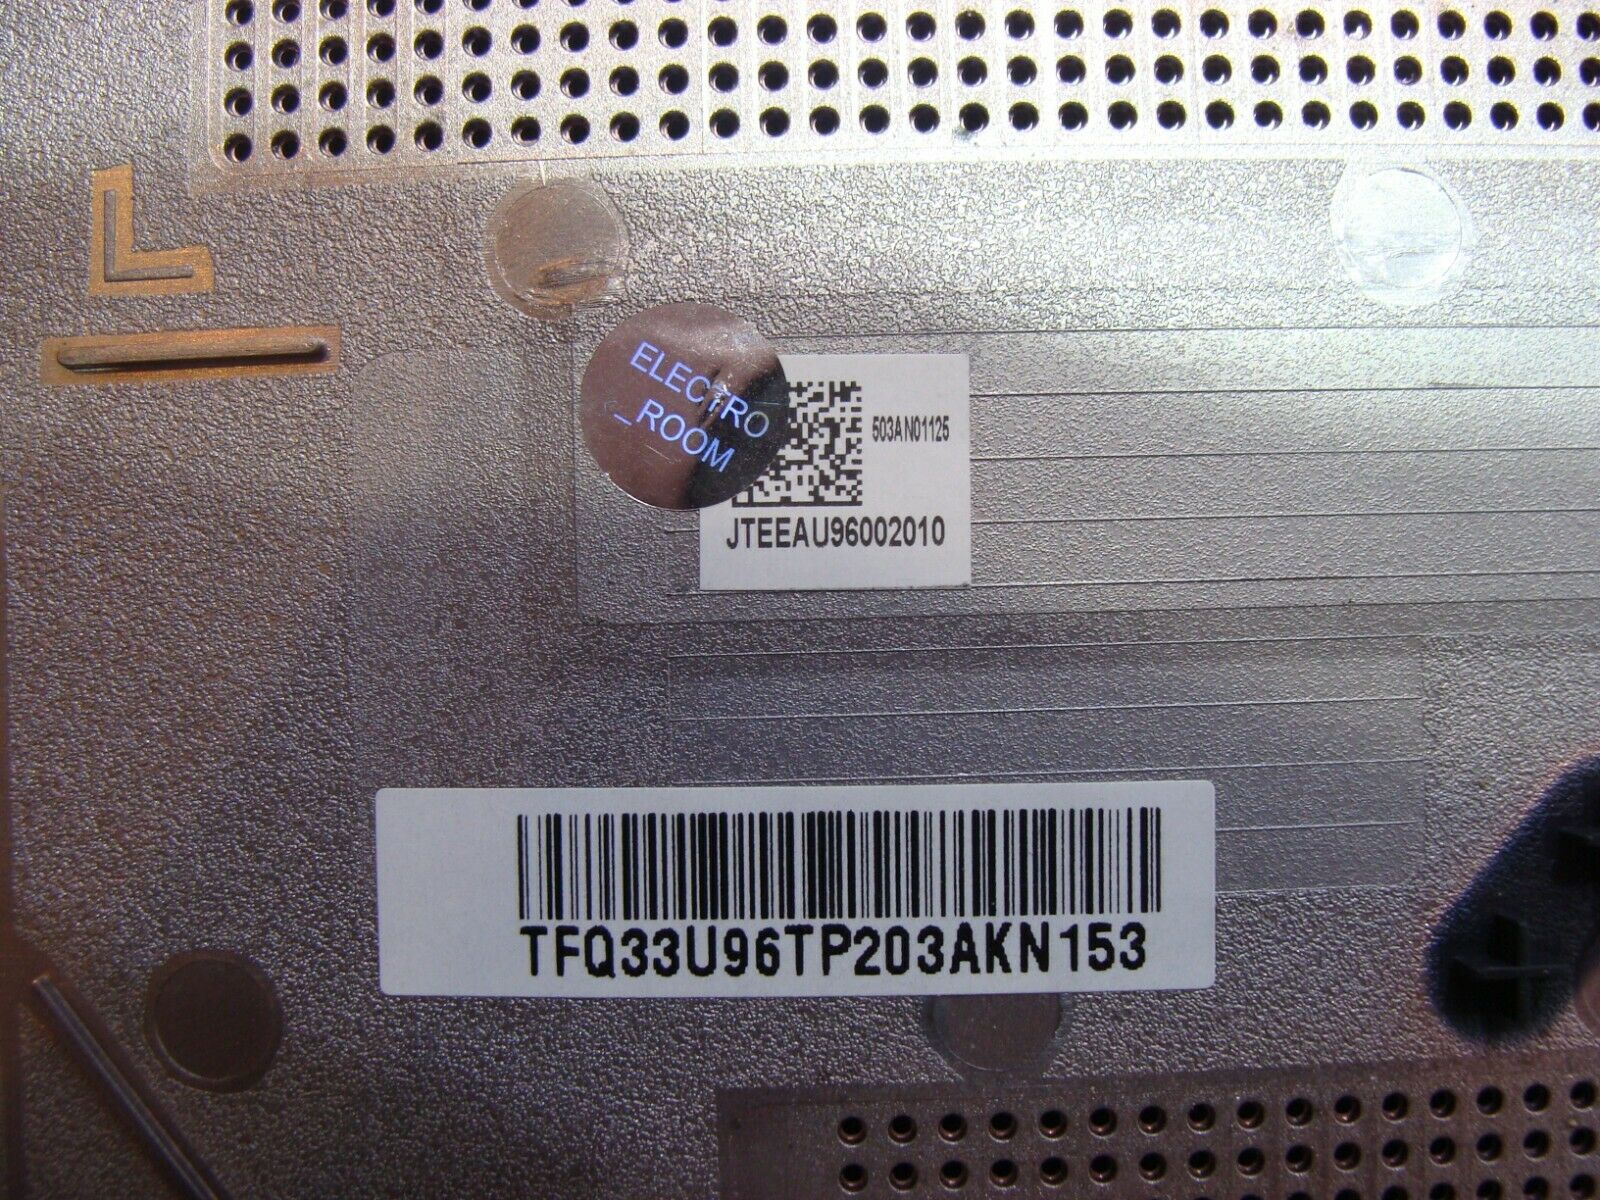 ELECTRO
_ROOM
503AN01125
JTEEAU96002010
TFQ33U96TP203AKN153